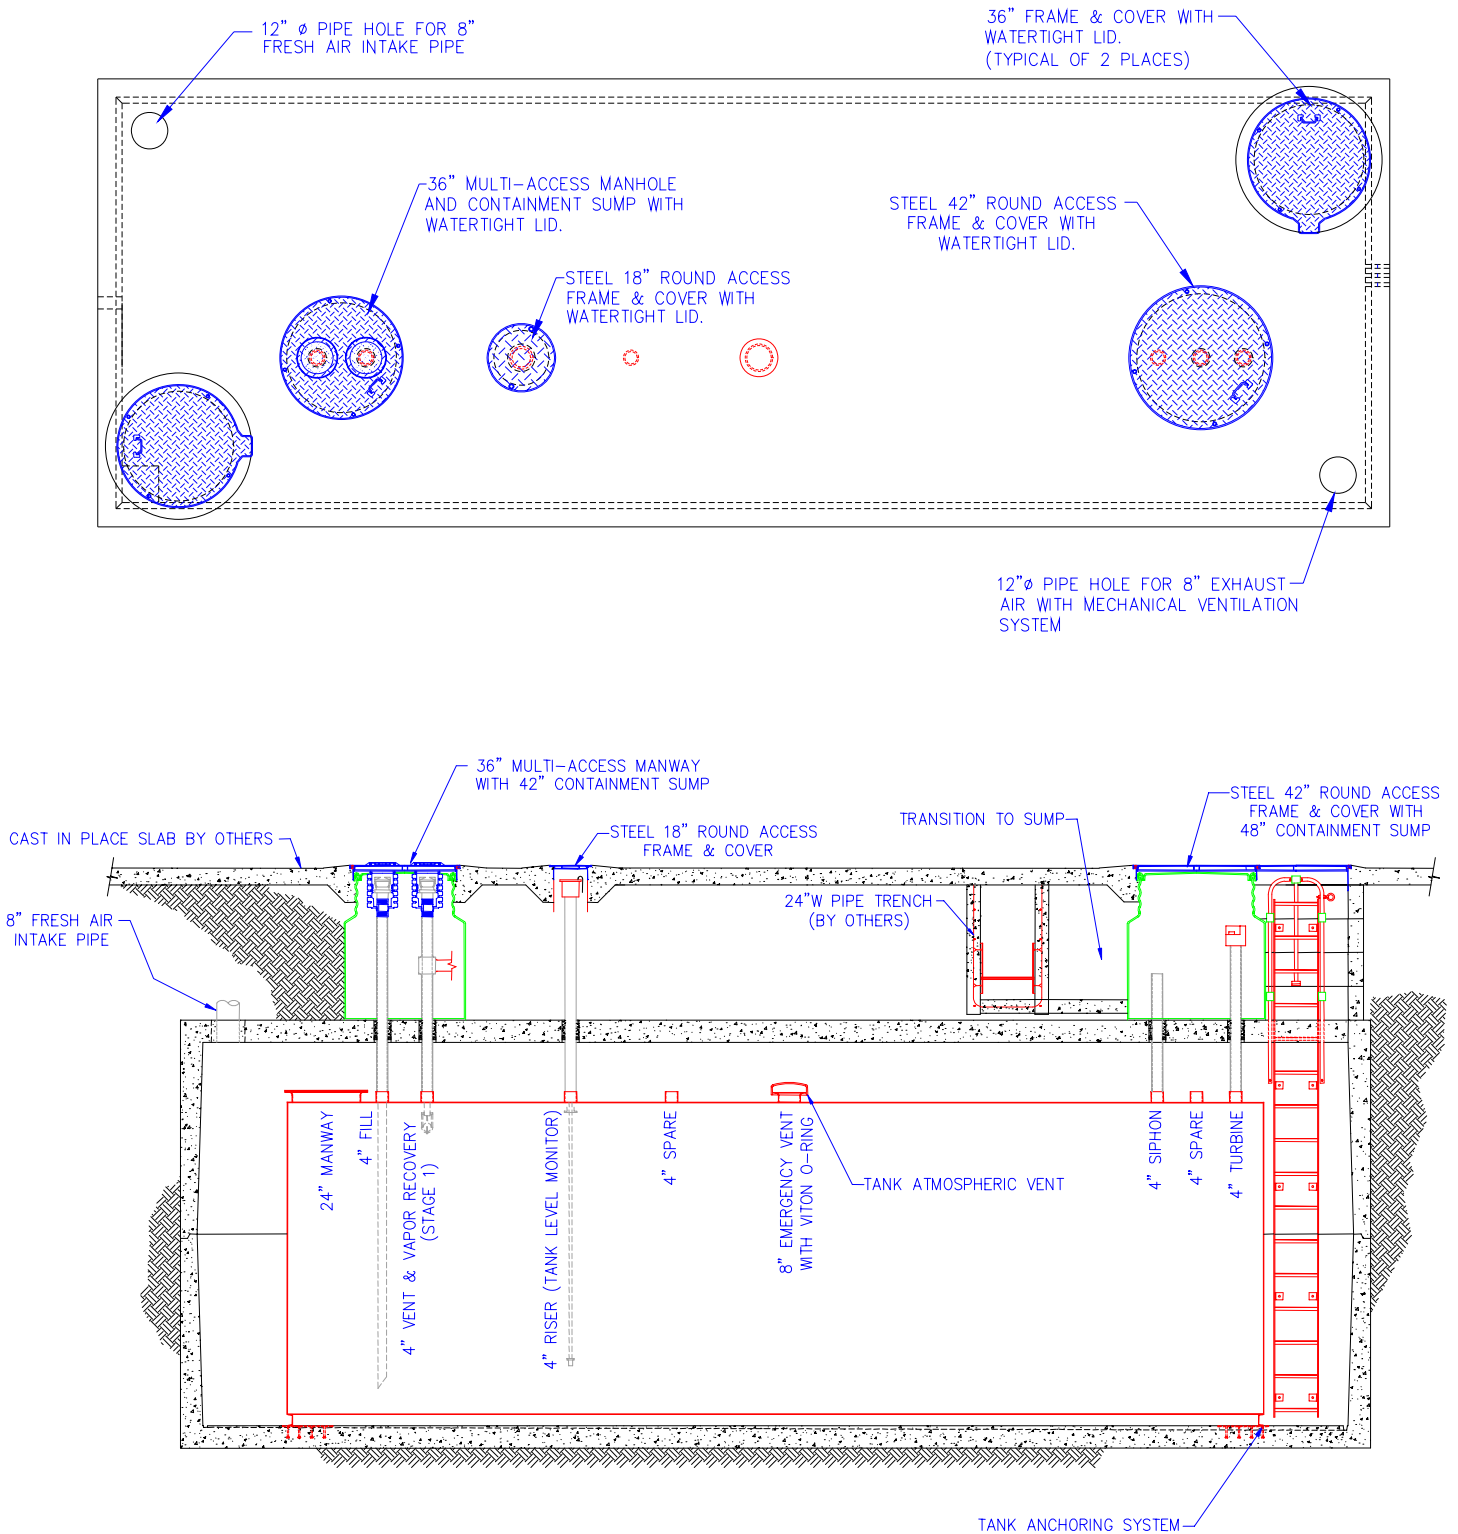 12” ø PIPE HOLE FOR 8”
FRESH AIR INTAKE PIPE
36” FRAME & COVER WITH
WATERTIGHT LID.
(TYPICAL OF 2 PLACES)
36” MULTI-ACCESS MANHOLE
AND CONTAINMENT SUMP WITH
WATERTIGHT LID.
STEEL 42” ROUND ACCESS
FRAME & COVER WITH
WATERTIGHT LID.
STEEL 18” ROUND ACCESS
FRAME & COVER WITH
WATERTIGHT LID.
12”ø PIPE HOLE FOR 8” EXHAUST
AIR WITH MECHANICAL VENTILATION
SYSTEM
36” MULTI-ACCESS MANWAY
WITH 42” CONTAINMENT SUMP
CAST IN PLACE SLAB BY OTHERS
STEEL 18” ROUND ACCESS
FRAME & COVER
TRANSITION TO SUMP
STEEL 42” ROUND ACCESS
FRAME & COVER WITH
48” CONTAINMENT SUMP
8” FRESH AIR
INTAKE PIPE
24”W PIPE TRENCH
(BY OTHERS)
24” MANWAY
4” FILL
4” VENT & VAPOR RECOVERY
(STAGE 1)
4” RISER (TANK LEVEL MONITOR)
4” SPARE
8” EMERGENCY VENT
WITH VITON O-RING
TANK ATMOSPHERIC VENT
4” SIPHON
4” SPARE
4” TURBINE
TANK ANCHORING SYSTEM